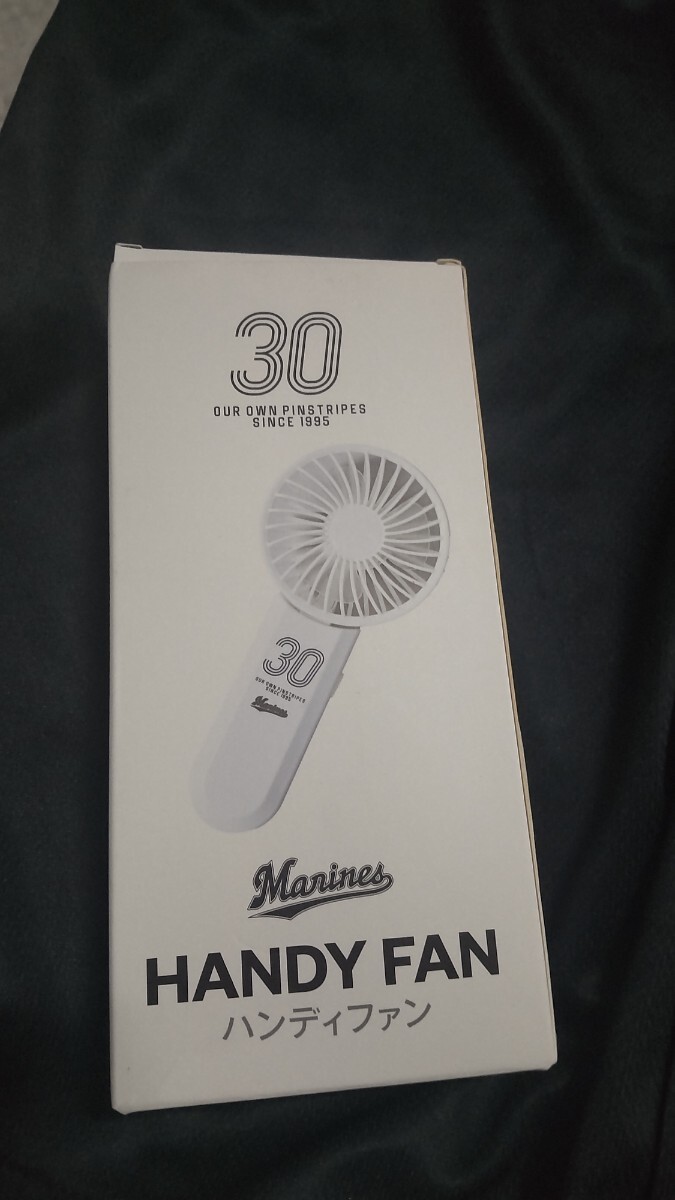 30
OUR OWN PINSTRIPES
SINCE 1995
30
OUR OWN PINSTRIPES
SINCE 1995
Marines
Marines
HANDY FAN
ハンディファン